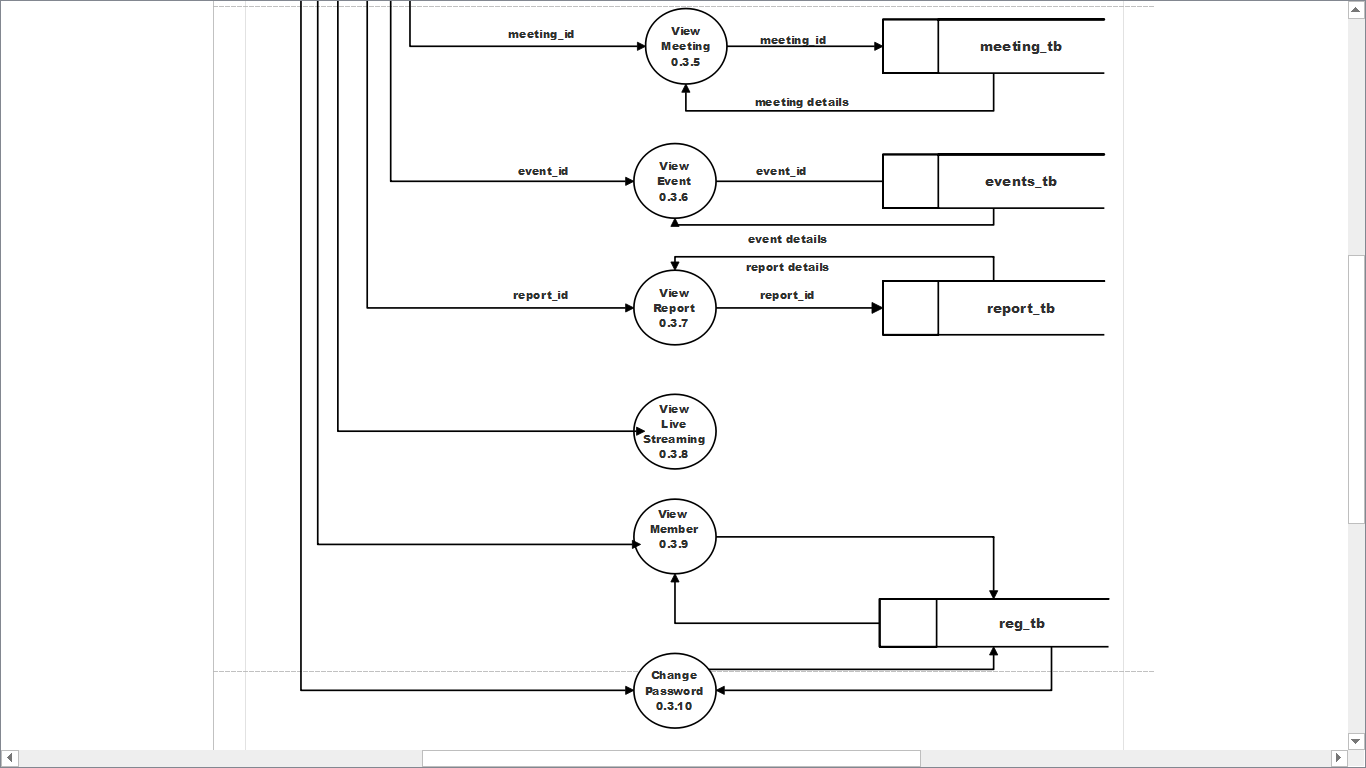 meeting_id
View
Meeting
0.3.5
meeting_id
meeting_tb
meeting details
event_id
View
Event
0.3.6
event_id
events_tb
event details
report details
report_id
View
Report
0.3.7
report_id
report_tb
View
Live
Streaming
0.3.8
View
Member
0.3.9
reg_tb
Change
Password
0.3.10